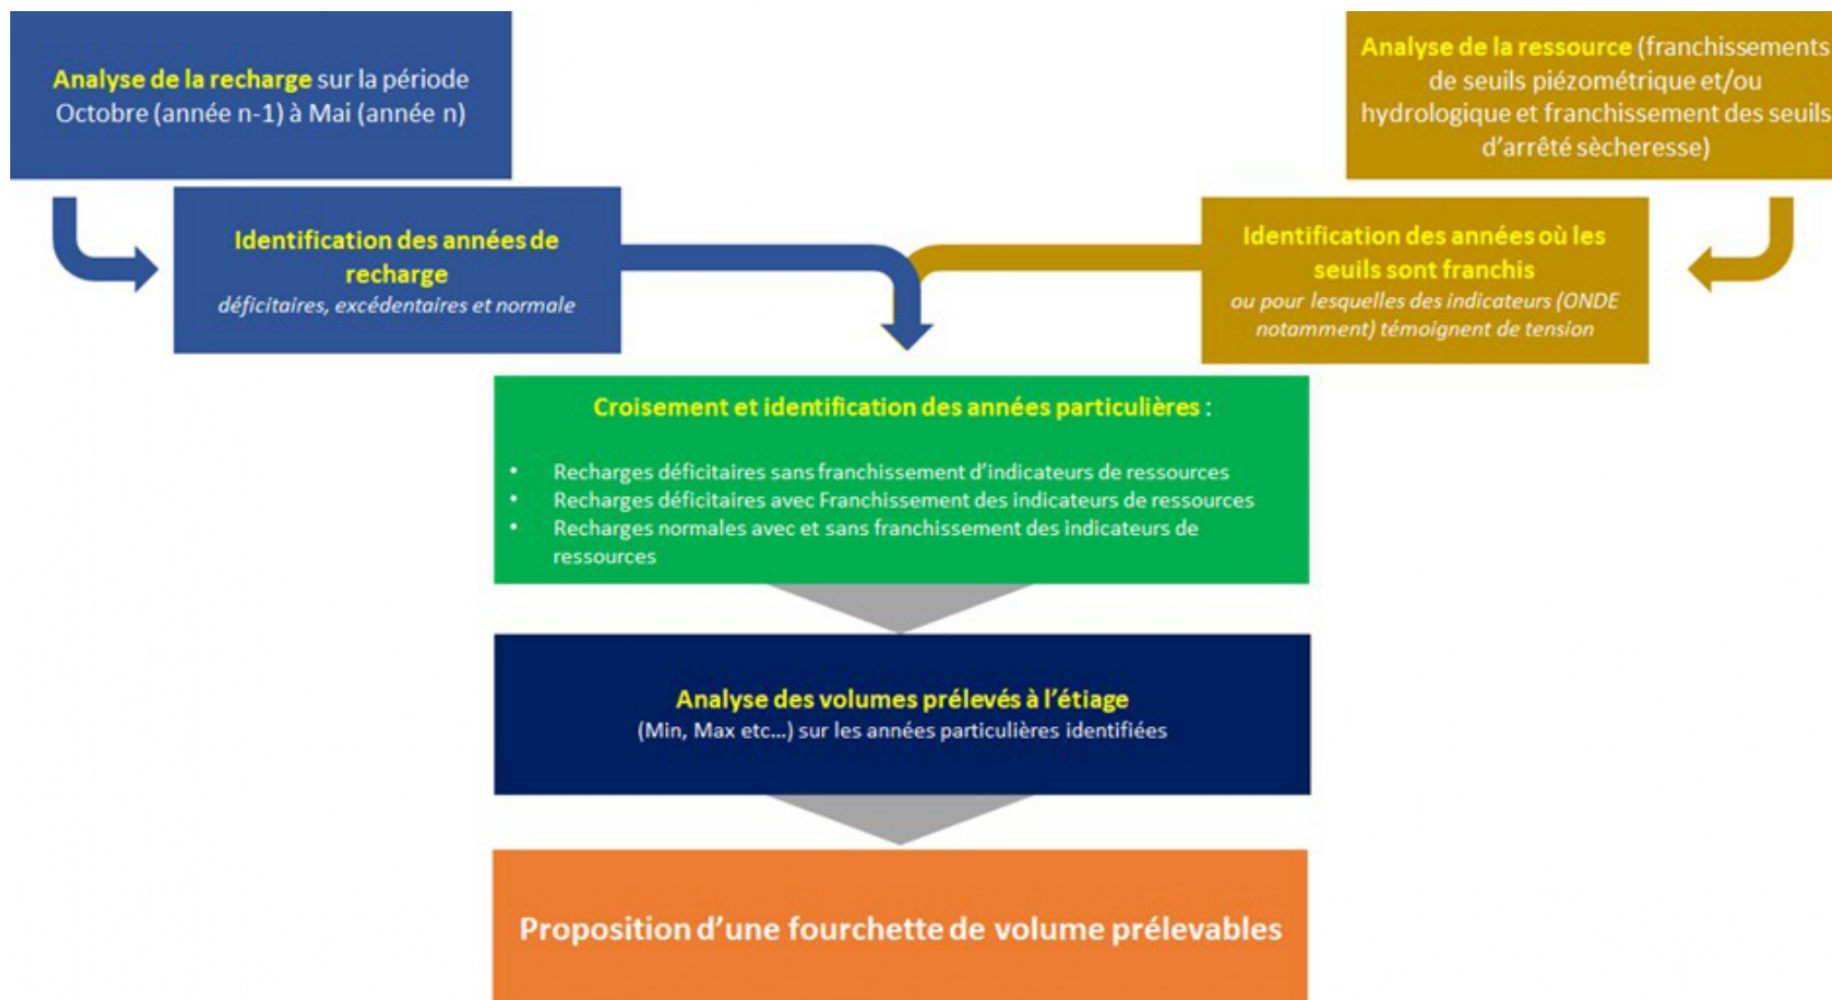 Analyse de la recharge sur la période
Octobre (année n-1) à Mai (année n)
Analyse de la ressource (franchissements
de seuils piézométrique et/ou
hydrologique et franchissement des seuils
d'arrêté sècheresse)
Identification des années de
recharge
déficitaires, excédentaires et normale
Identification des années où les
seuils sont franchis
ou pour lesquelles des indicateurs (ONDE
notamment) témoignent de tension
Croisement et identification des années particulières :
• Recharges déficitaires sans franchissement d'indicateurs de ressources
• Recharges déficitaires avec Franchissement des indicateurs de ressources
• Recharges normales avec et sans franchissement des indicateurs de
ressources
Analyse des volumes prélevés à l'étiage
(Min, Max etc...) sur les années particulières identifiées
Proposition d'une fourchette de volume prélevables